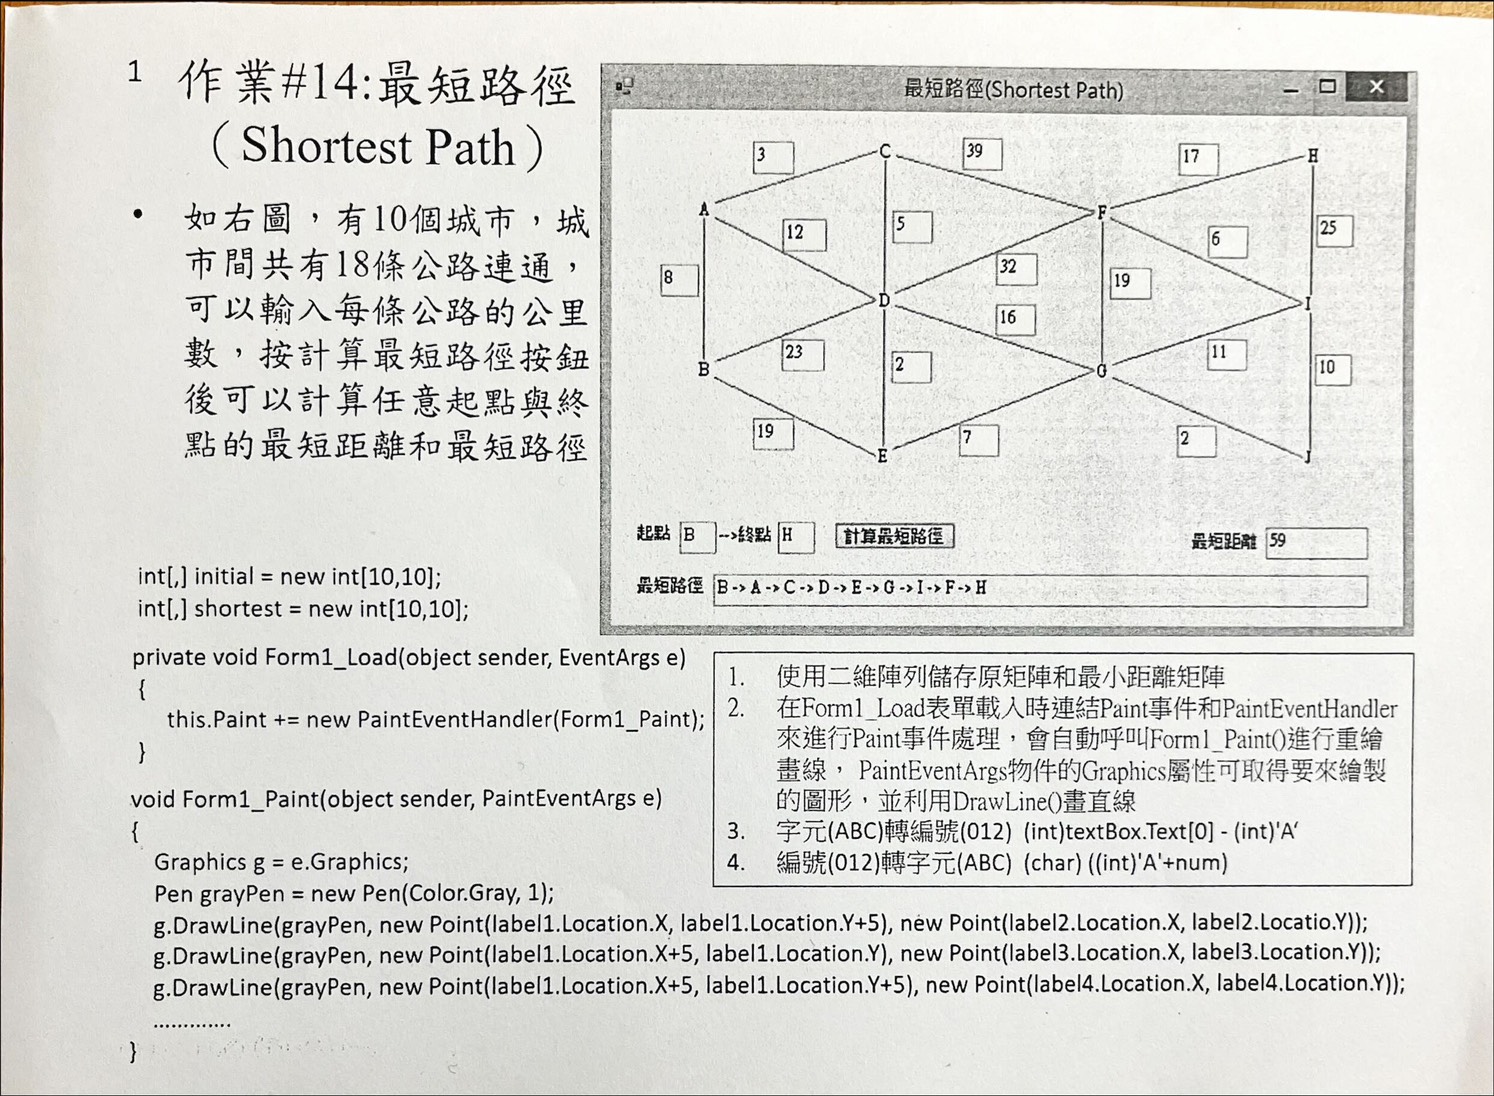 1
作業#14:最短路徑
（Shortest Path）
• 如右圖，有10個城市，城
市間共有18條公路連通，
可以輸入每條公路的公里
數，按計算最短路徑按鈕
後可以計算任意起點與終
點的最短距離和最短路徑
最短路徑(Shortest Path)
3 C 39 17 H
A 12 5 F 6 25
8 32 19
D 16 I
B 23 2 G 11 10
19 7 2
E J
起點 B -->終點 H 計算最短路徑 最短距離 59
最短路徑 B->A->C->D->E->G->I->F->H
int[,] initial = new int[10,10];
int[,] shortest = new int[10,10];
private void Form1_Load(object sender, EventArgs e)
{
this.Paint += new PaintEventHandler(Form1_Paint);
}
void Form1_Paint(object sender, PaintEventArgs e)
{
Graphics g = e.Graphics;
Pen grayPen = new Pen(Color.Gray, 1);
g.DrawLine(grayPen, new Point(label1.Location.X, label1.Location.Y+5), new Point(label2.Location.X, label2.Locatio.Y));
g.DrawLine(grayPen, new Point(label1.Location.X+5, label1.Location.Y), new Point(label3.Location.X, label3.Location.Y));
g.DrawLine(grayPen, new Point(label1.Location.X+5, label1.Location.Y+5), new Point(label4.Location.X, label4.Location.Y));
.............
}
1. 使用二維陣列儲存原矩陣和最小距離矩陣
2. 在Form1_Load表單載入時連結Paint事件和PaintEventHandler
來進行Paint事件處理，會自動呼叫Form1_Paint()進行重繪
畫線， PaintEventArgs物件的Graphics屬性可取得要來繪製
的圖形，並利用DrawLine()畫直線
3. 字元(ABC)轉編號(012) (int)textBox.Text[0] - (int)'A‘
4. 編號(012)轉字元(ABC) (char) ((int)'A'+num)